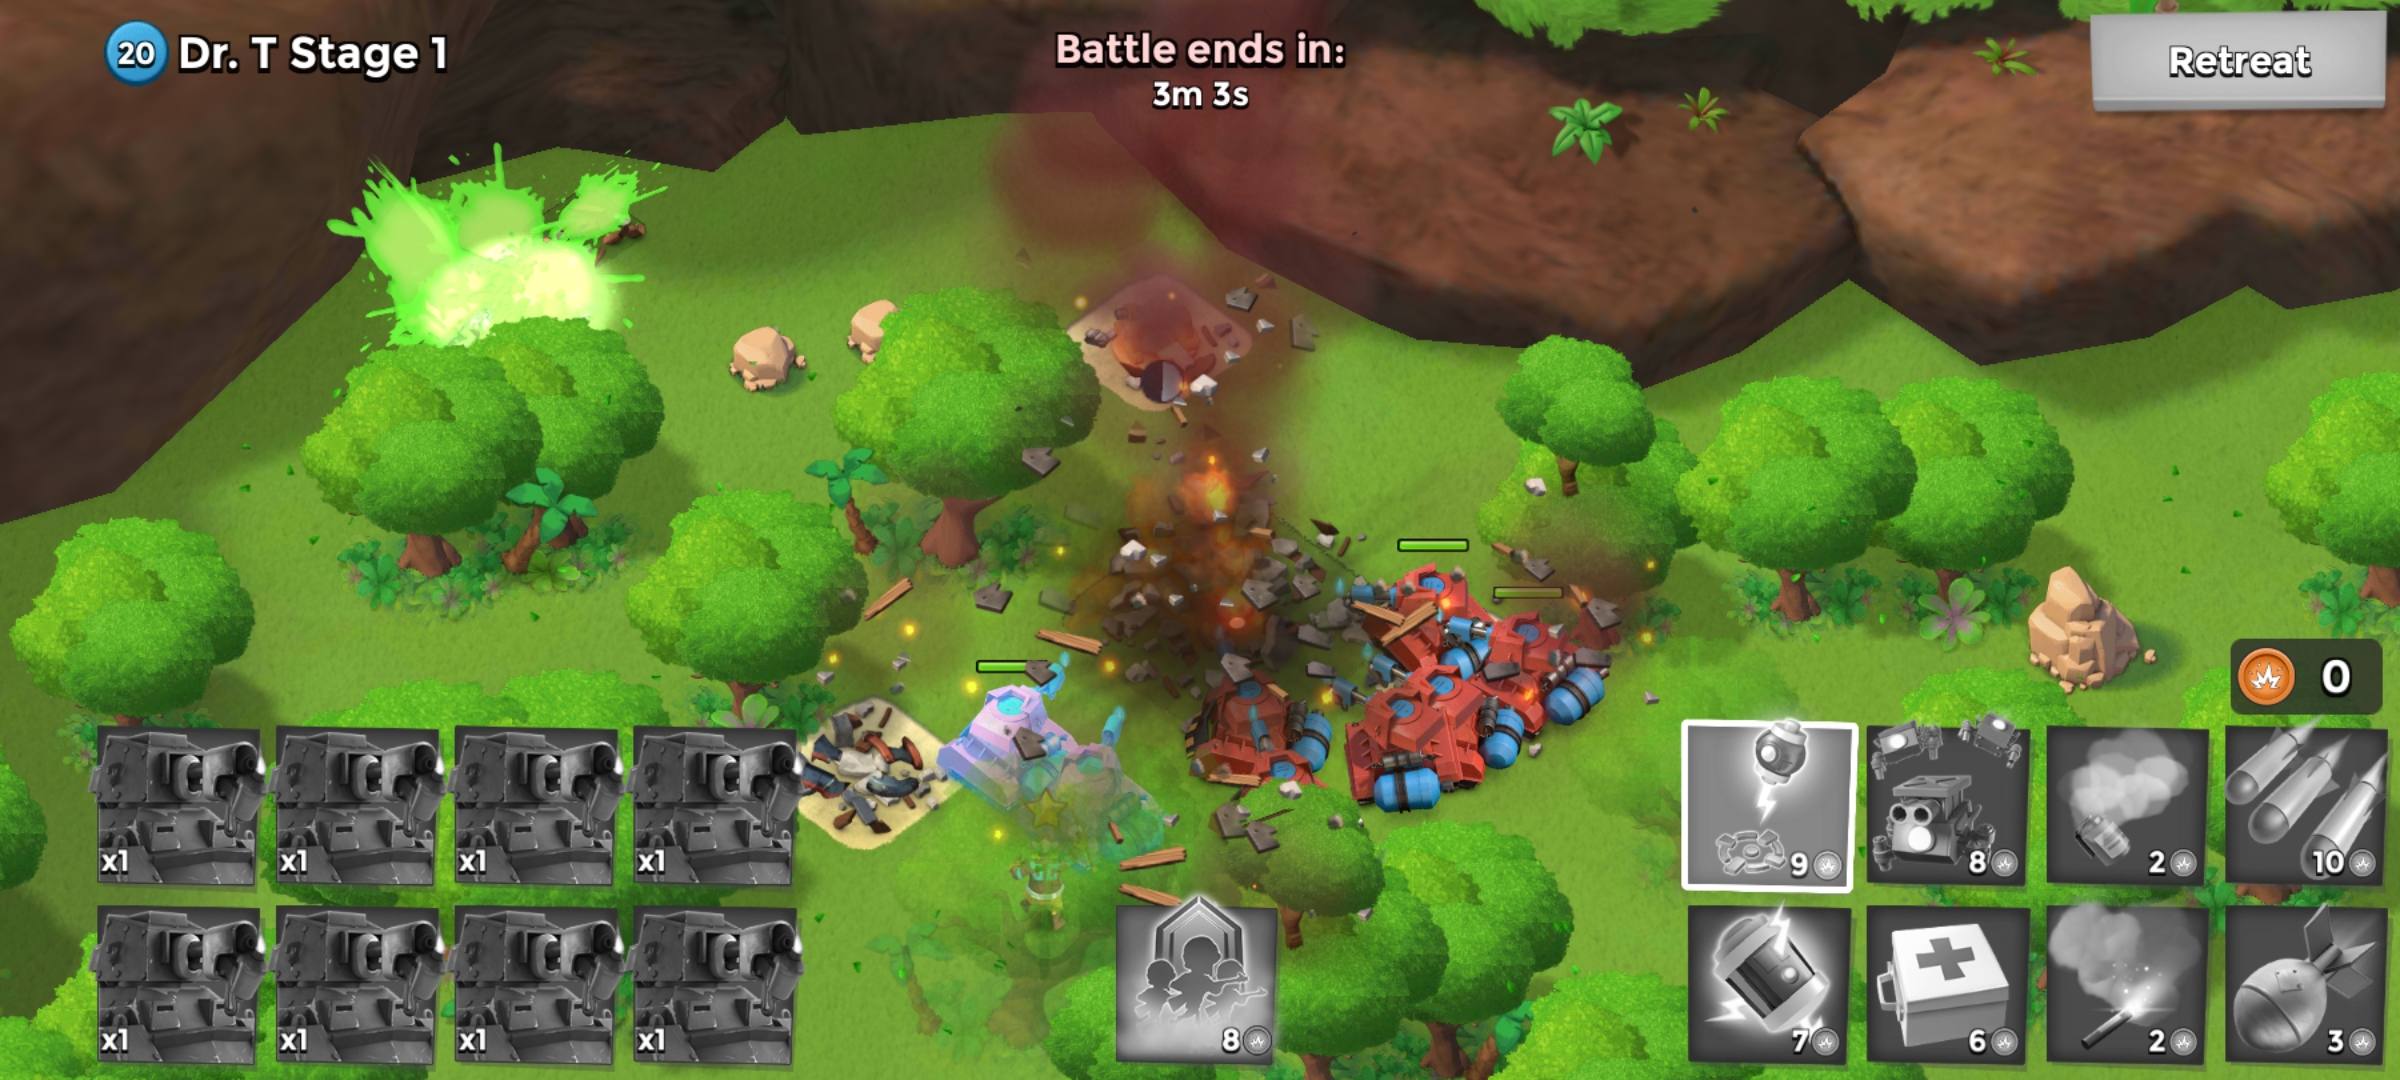 20 Dr. T Stage 1
Battle ends in:
3m 3s
Retreat
0
x1 x1 x1 x1
9 8 2 10
x1 x1 x1 x1
8
7 6 2 3